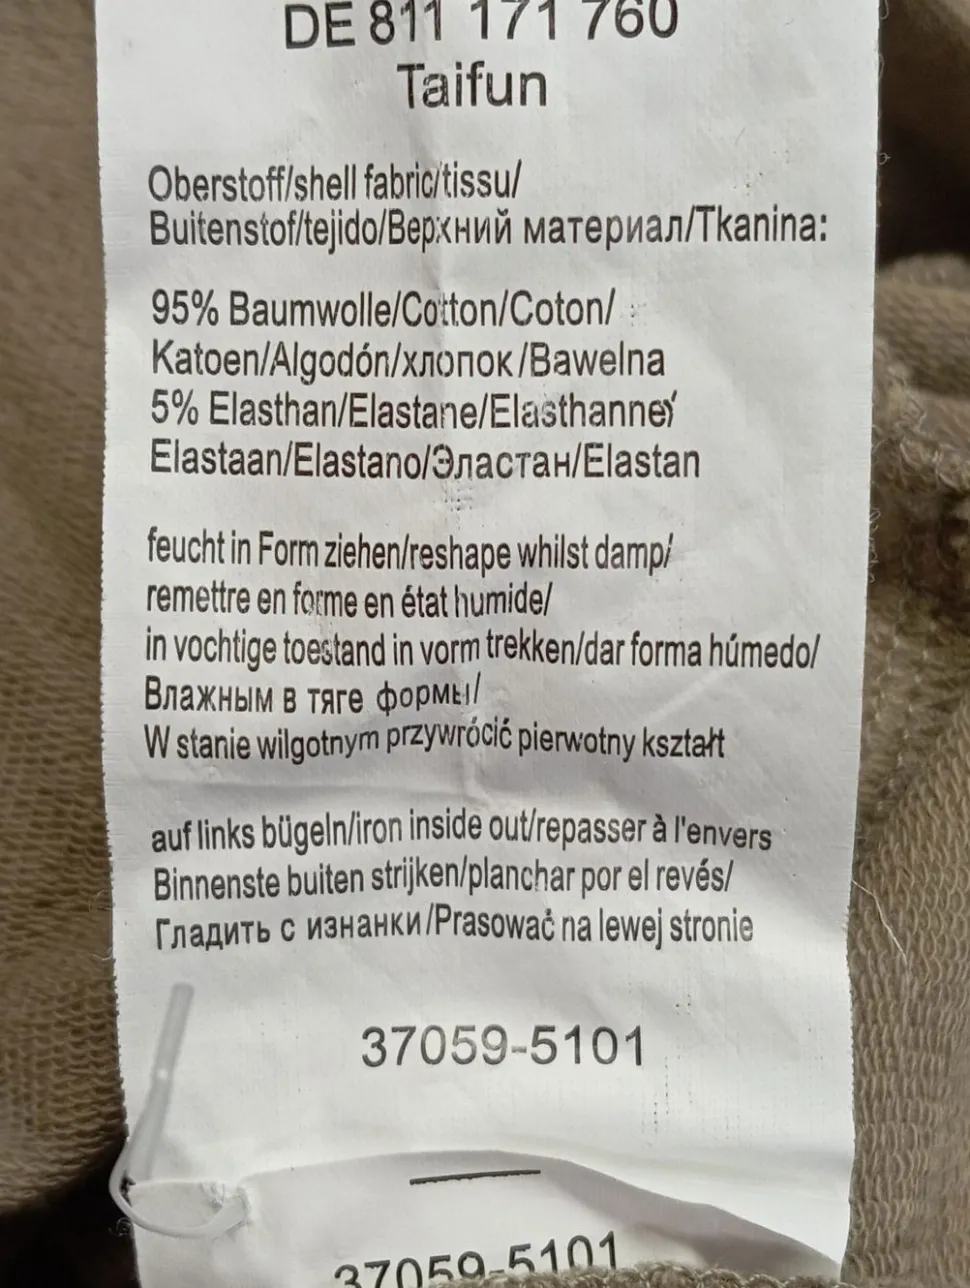 DE 811 171 760
Taifun
Oberstoff/shell fabric/tissu/
Buitenstof/tejido/Верхний материал/Tkanina:
95% Baumwolle/Cotton/Coton/
Katoen/Algodón/хлопок/Bawelna
5% Elasthan/Elastane/Elasthanne/
Elastaan/Elastano/Эластан/Elastan
feucht in Form ziehen/reshape whilst damp/
remettre en forme en état humide/
in vochtige toestand in vorm trekken/dar forma húmedo/
Влажным в тяге формы/
W stanie wilgotnym przywrócić pierwotny kształt
auf links bügeln/iron inside out/repasser à l'envers
Binnenste buiten strijken/planchar por el revés/
Гладить с изнанки/Prasować na lewej stronie
37059-5101
37059-5101